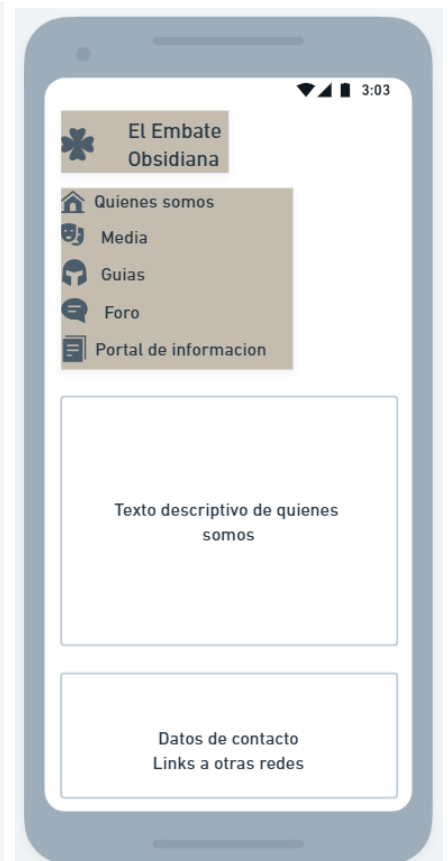 3:03
El Embate
Obsidiana
Quienes somos
Media
Guias
Foro
Portal de informacion
Texto descriptivo de quienes
somos
Datos de contacto
Links a otras redes